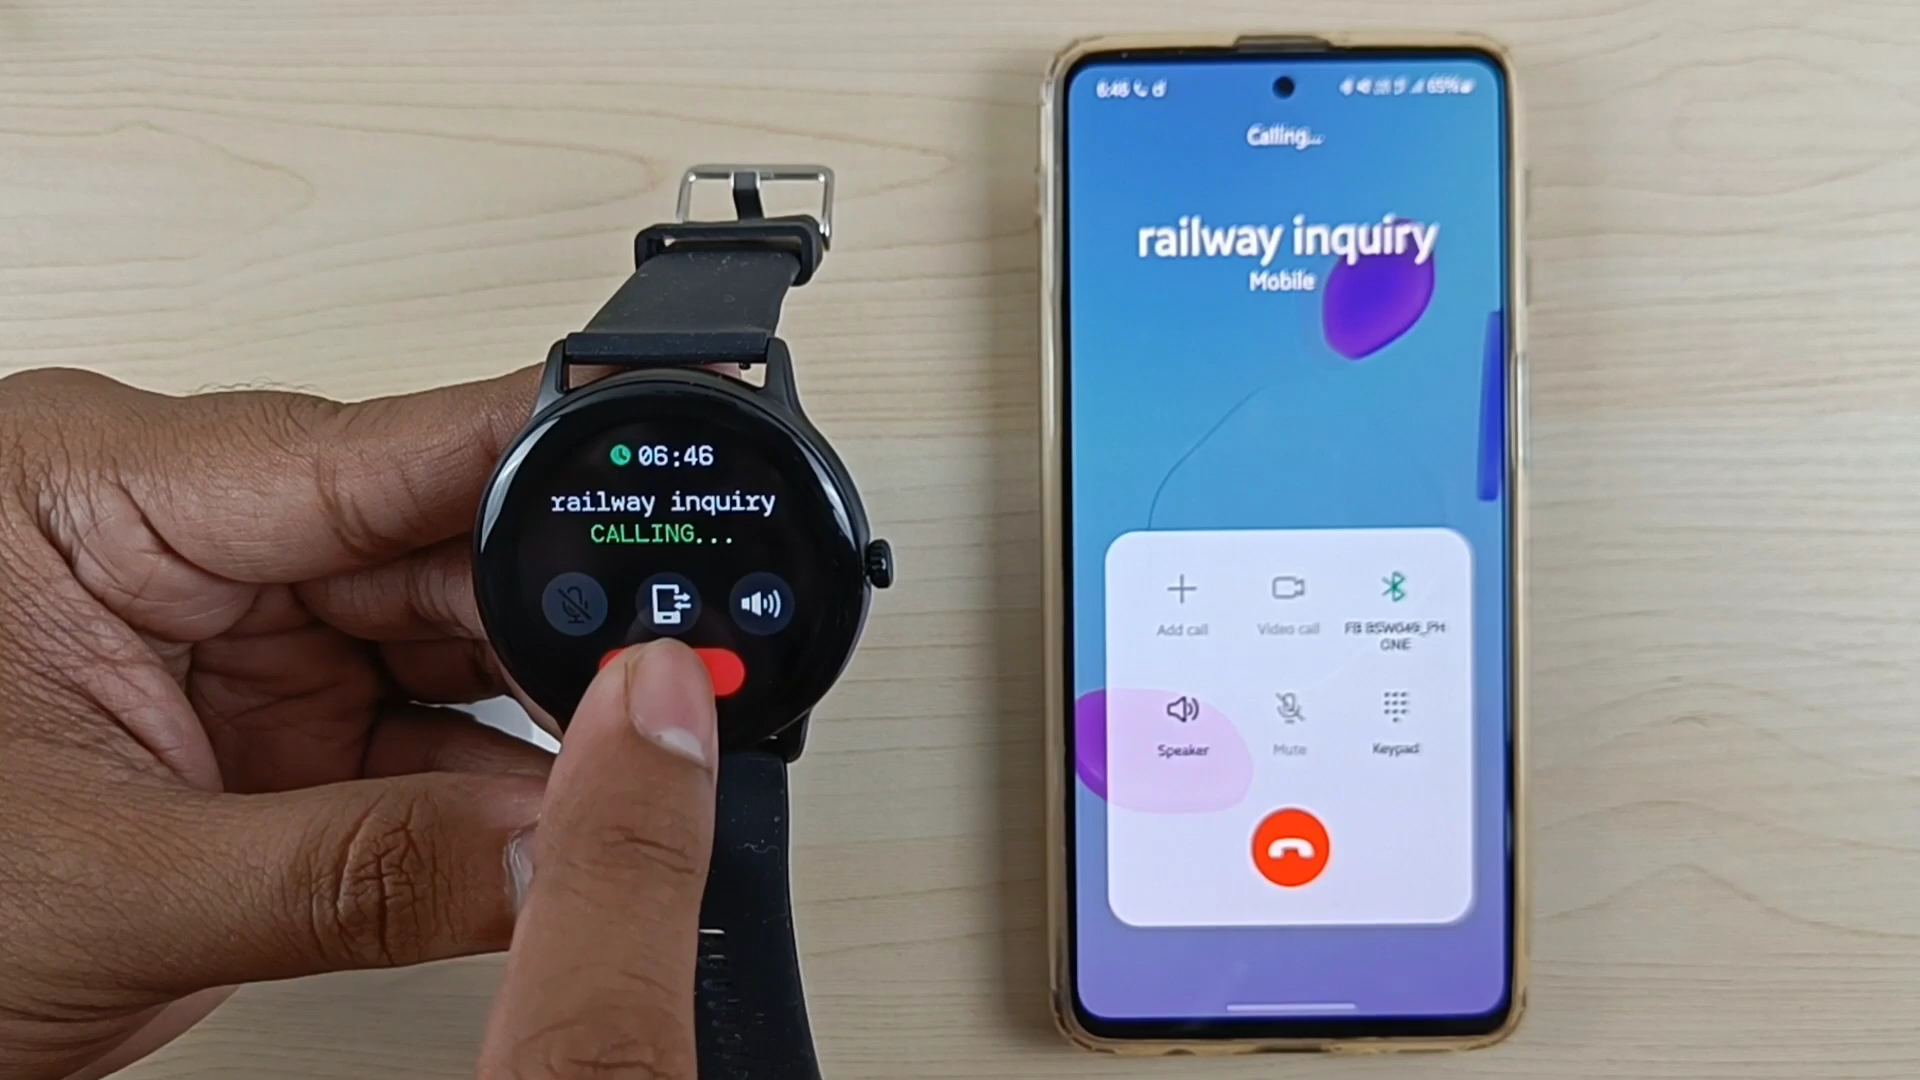 06:46
railway inquiry
CALLING...
Calling...
railway inquiry
Mobile
Add call
Video call
Speaker
Mute
Keypad